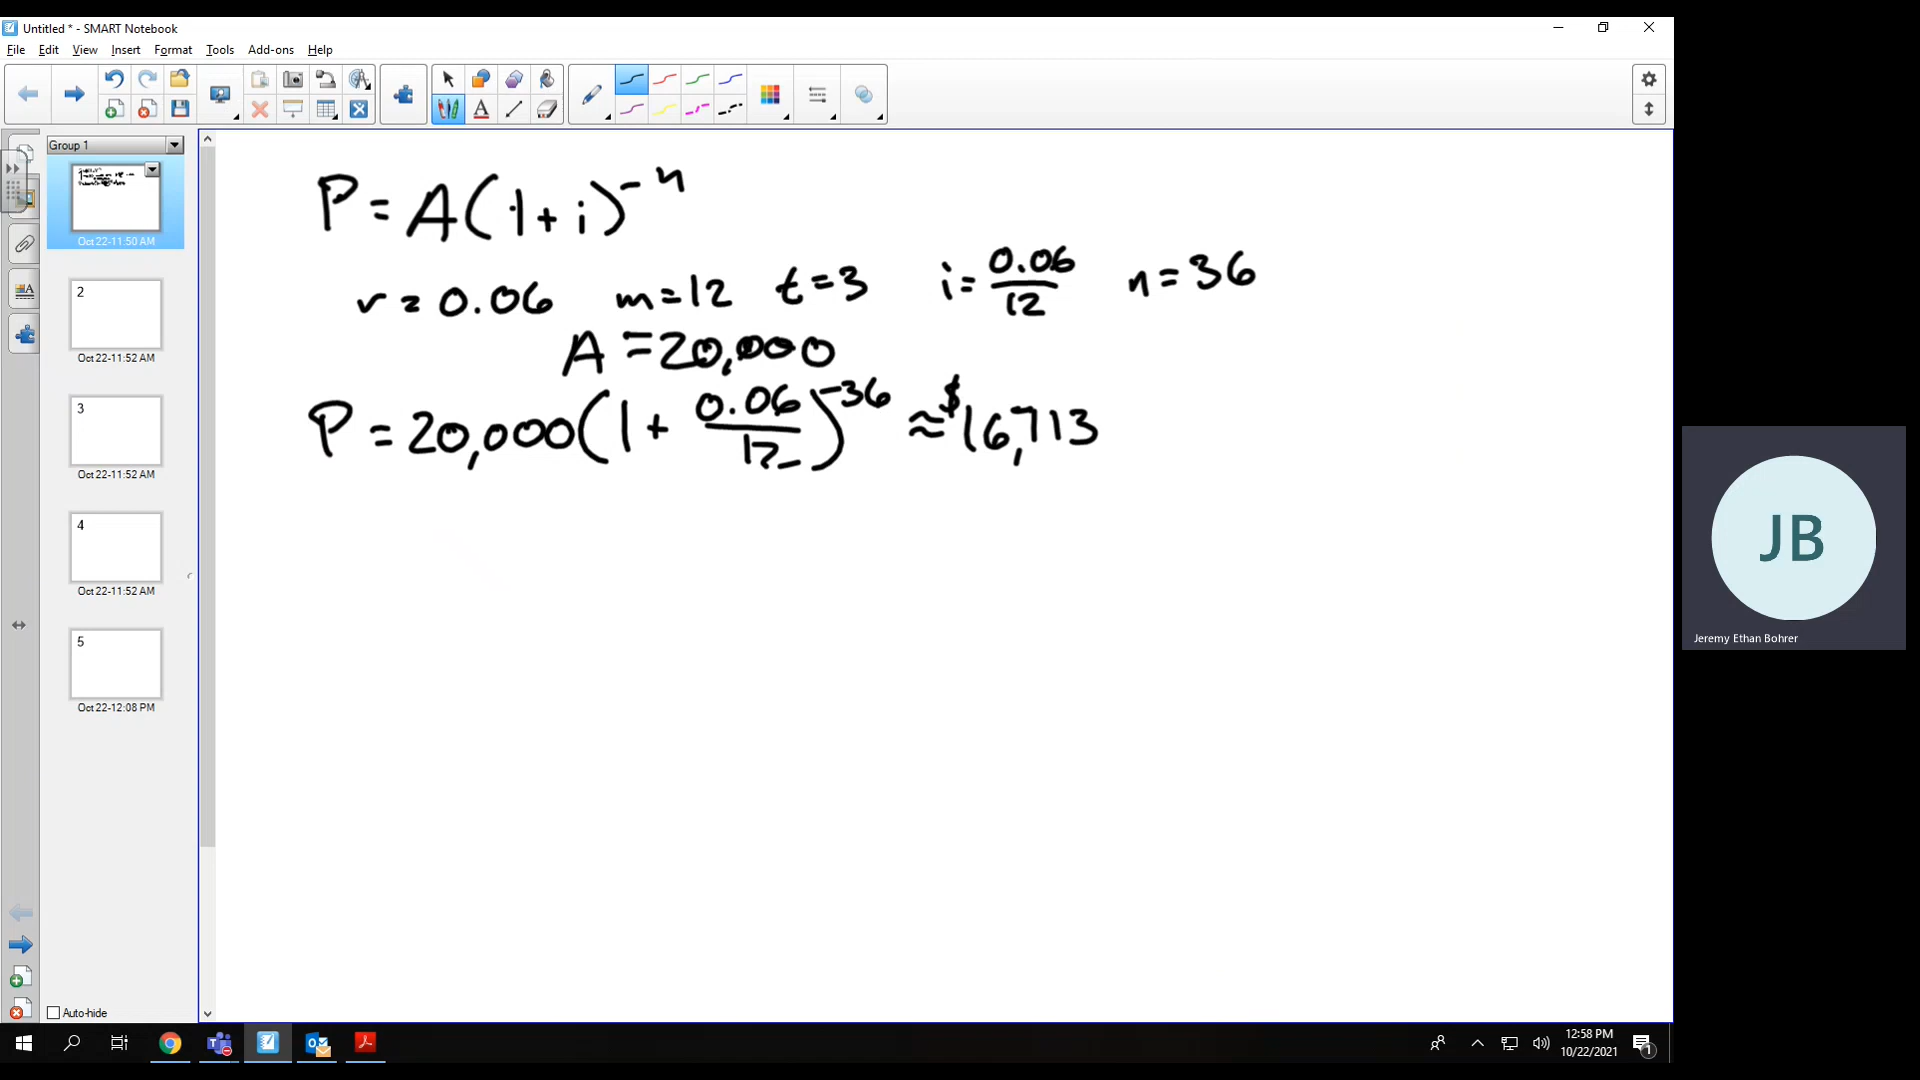 Untitled * - SMART Notebook
File Edit View Insert Format Tools Add-ons Help
Group 1
Oct 22-11:50 AM
2
Oct 22-11:52 AM
3
Oct 22-11:52 AM
4
Oct 22-11:52 AM
5
Oct 22-12:08 PM
Auto-hide
P = A(1 + i)^-n
r = 0.06 m = 12 t = 3 i = 0.06/12 n = 36
A = 20,000
P = 20,000(1 + 0.06/12)^-36 ≈ $16,713
JB
Jeremy Ethan Bohrer
12:58 PM
10/22/2021
1